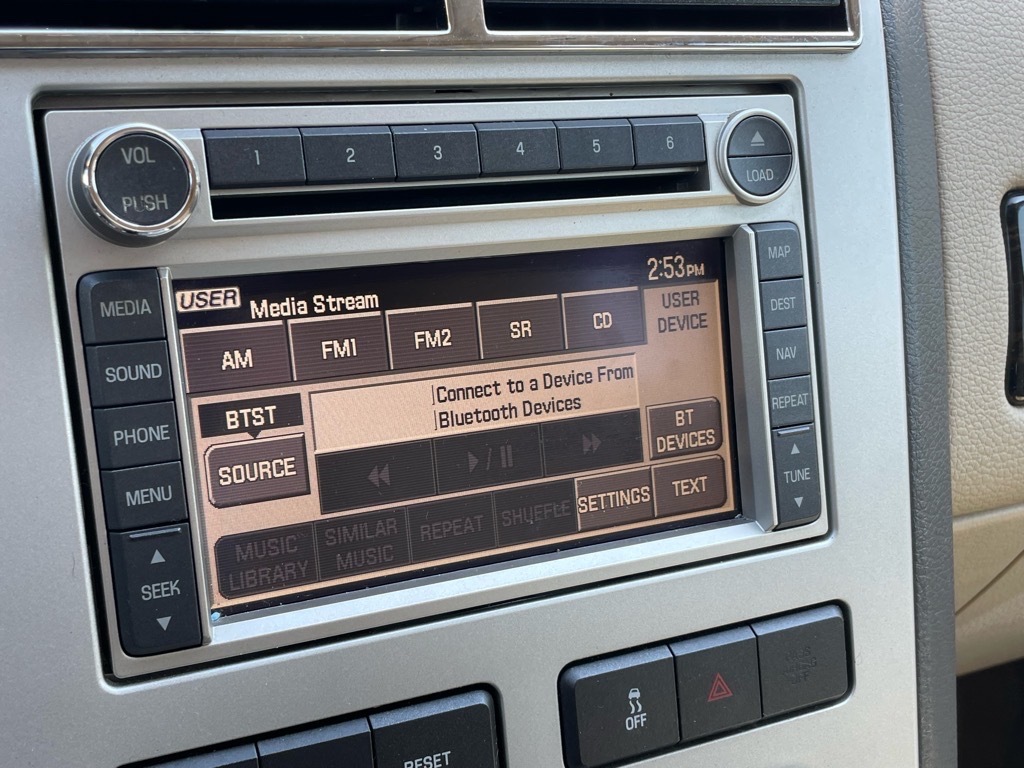 VOL
PUSH
1
2
3
4
5
6
LOAD
MEDIA
SOUND
PHONE
MENU
SEEK
USER
Media Stream
2:53PM
AM
FM1
FM2
SR
CD
USER
DEVICE
BTST
Connect to a Device From
Bluetooth Devices
SOURCE
BT
DEVICES
MUSIC
LIBRARY
SIMILAR
MUSIC
REPEAT
SHUFFLE
SETTINGS
TEXT
MAP
DEST
NAV
REPEAT
TUNE
OFF
RESET